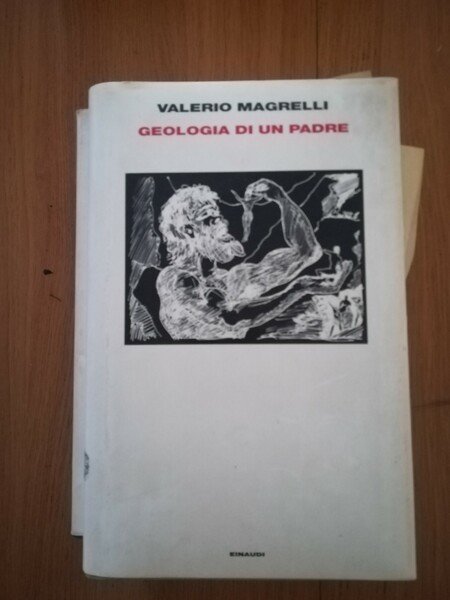 VALERIO MAGRELLI
GEOLOGIA DI UN PADRE
EINAUDI